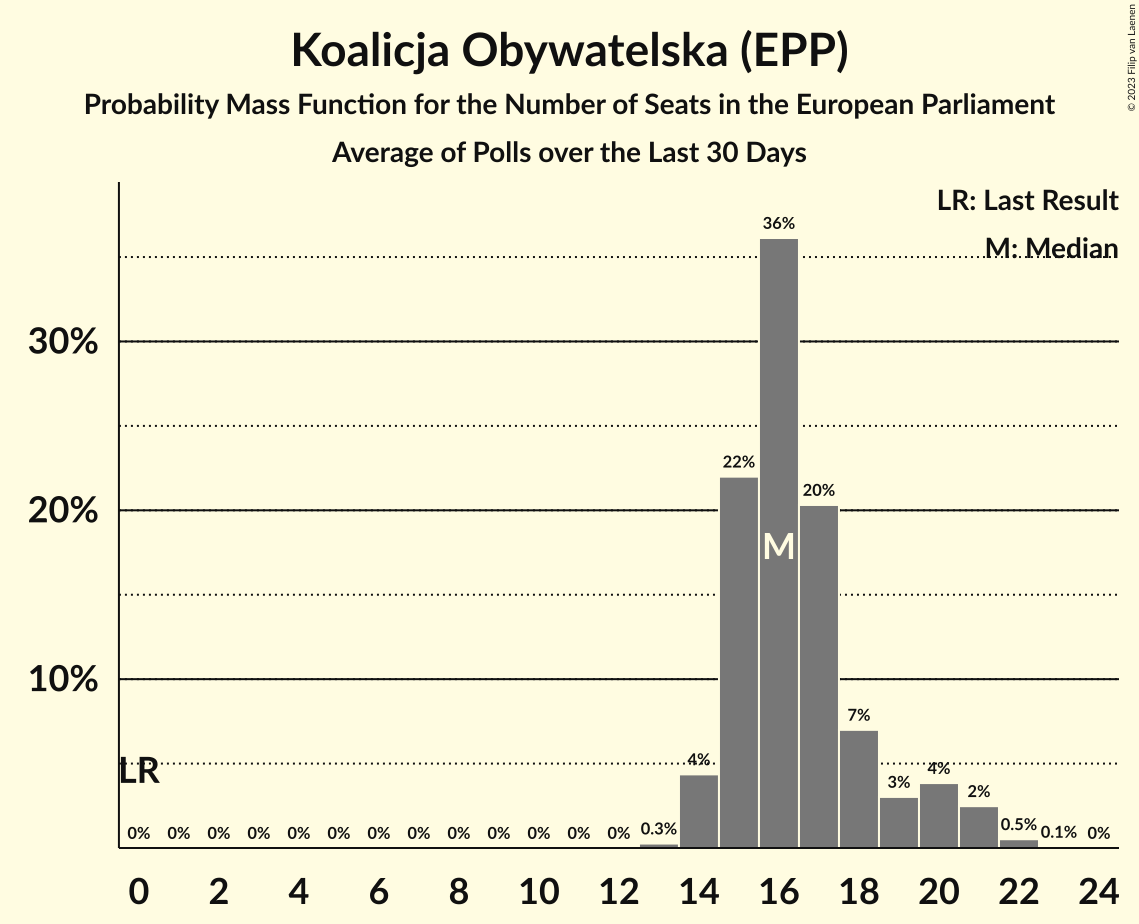 Koalicja Obywatelska (EPP)
Probability Mass Function for the Number of Seats in the European Parliament
Average of Polls over the Last 30 Days
© 2023 Filip van Laenen
LR: Last Result
M: Median
36%
30%
22%
20%
20%
M
10%
7%
LR
4%
3%
4%
2%
0% 0% 0% 0% 0% 0% 0% 0% 0% 0% 0% 0% 0% 0.3% 0.5% 0.1% 0%
0 2 4 6 8 10 12 14 16 18 20 22 24